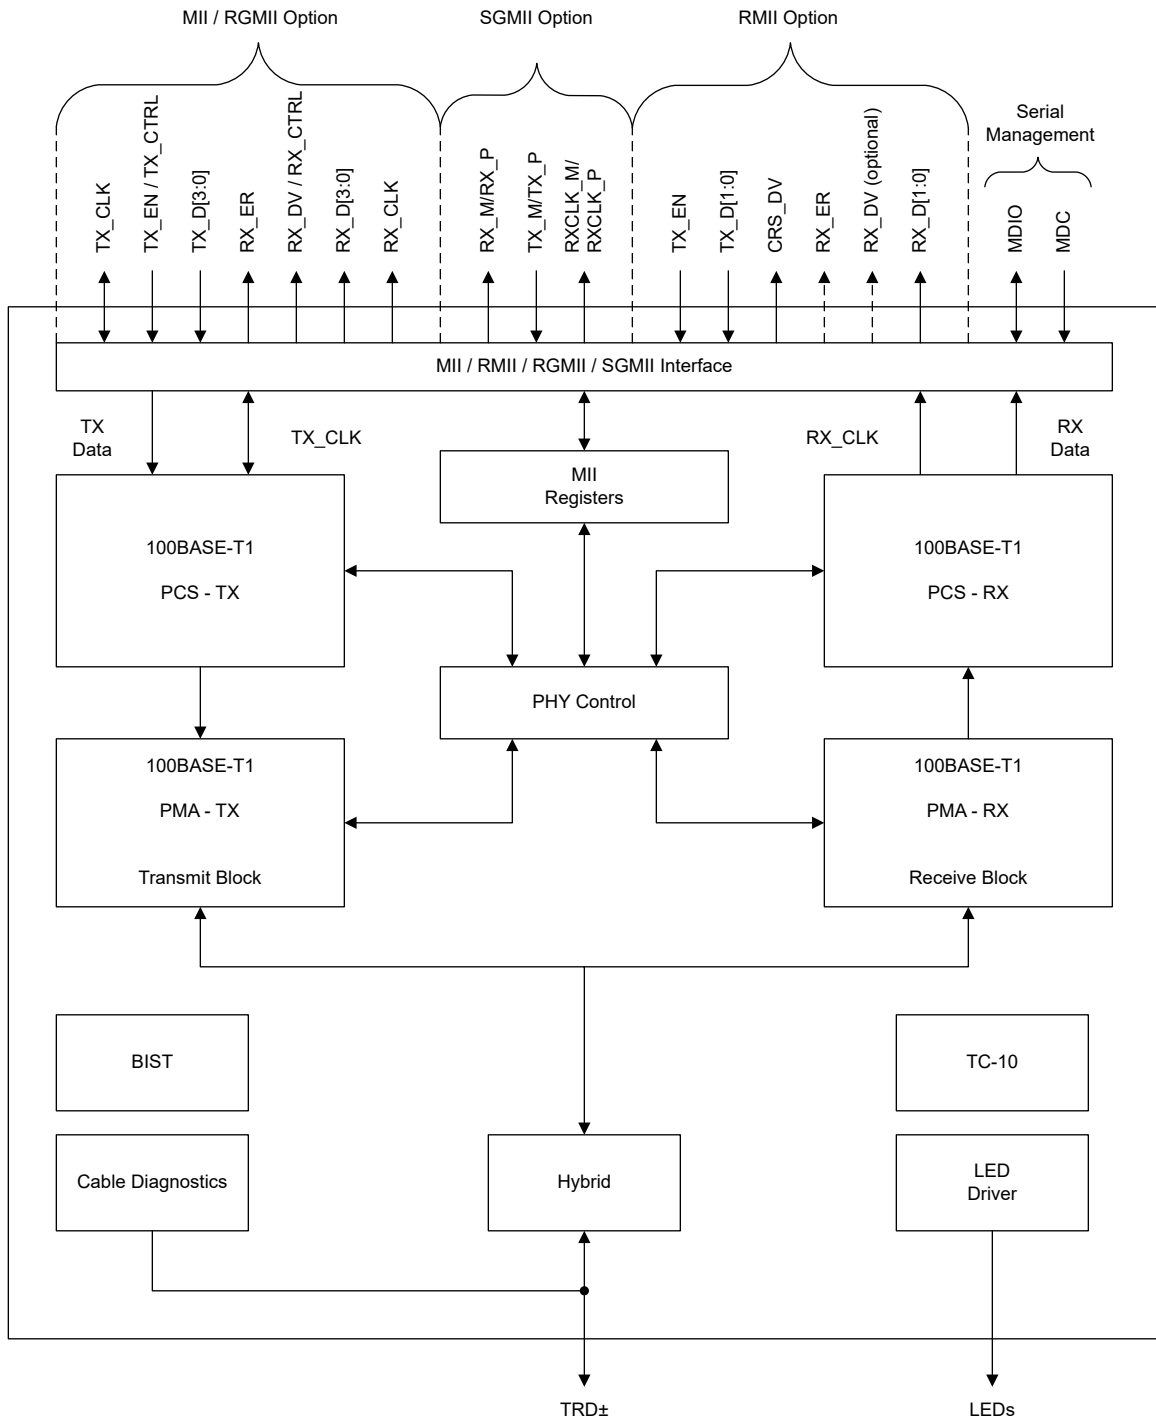 MII / RGMII Option
SGMII Option
RMII Option
Serial
Management
TX_CLK
TX_EN / TX_CTRL
TX_D[3:0]
RX_ER
RX_DV / RX_CTRL
RX_D[3:0]
RX_CLK
RX_M/RX_P
TX_M/TX_P
RXCLK_M/
RXCLK_P
TX_EN
TX_D[1:0]
CRS_DV
RX_ER
RX_DV (optional)
RX_D[1:0]
MDIO
MDC
MII / RMII / RGMII / SGMII Interface
TX
Data
TX_CLK
RX_CLK
RX
Data
MII
Registers
100BASE-T1
PCS - TX
100BASE-T1
PCS - RX
PHY Control
100BASE-T1
PMA - TX
Transmit Block
100BASE-T1
PMA - RX
Receive Block
BIST
TC-10
Cable Diagnostics
Hybrid
LED
Driver
TRD±
LEDs